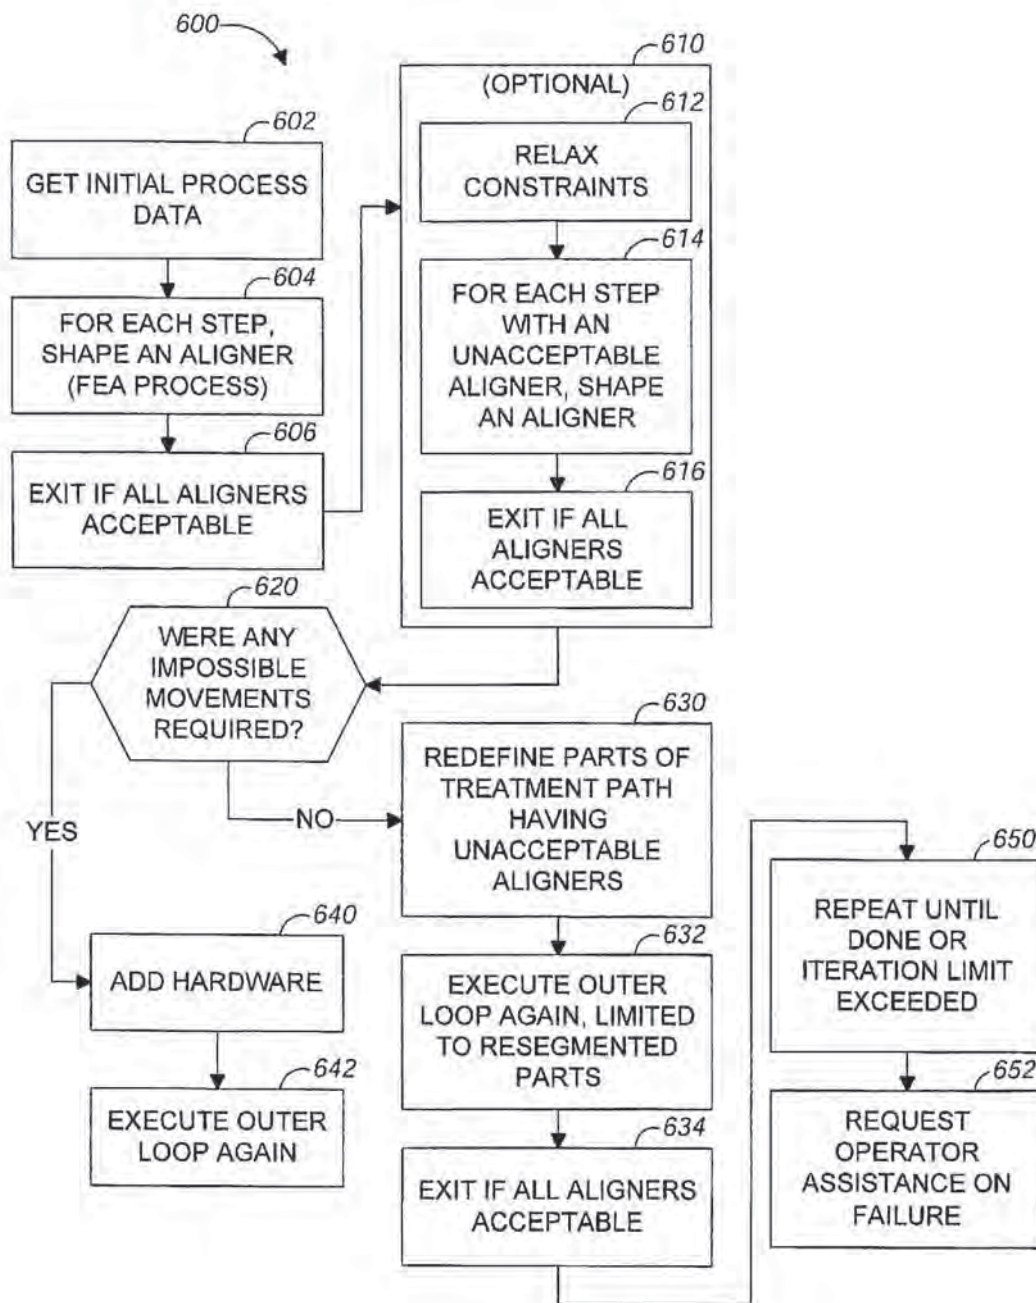 600
602
GET INITIAL PROCESS
DATA
604
FOR EACH STEP,
SHAPE AN ALIGNER
(FEA PROCESS)
606
EXIT IF ALL ALIGNERS
ACCEPTABLE
610
(OPTIONAL)
612
RELAX
CONSTRAINTS
614
FOR EACH STEP
WITH AN
UNACCEPTABLE
ALIGNER, SHAPE
AN ALIGNER
616
EXIT IF ALL
ALIGNERS
ACCEPTABLE
620
WERE ANY
IMPOSSIBLE
MOVEMENTS
REQUIRED?
YES
NO
640
ADD HARDWARE
642
EXECUTE OUTER
LOOP AGAIN
630
REDEFINE PARTS OF
TREATMENT PATH
HAVING
UNACCEPTABLE
ALIGNERS
632
EXECUTE OUTER
LOOP AGAIN, LIMITED
TO RESEGMENTED
PARTS
634
EXIT IF ALL ALIGNERS
ACCEPTABLE
650
REPEAT UNTIL
DONE OR
ITERATION LIMIT
EXCEEDED
652
REQUEST
OPERATOR
ASSISTANCE ON
FAILURE